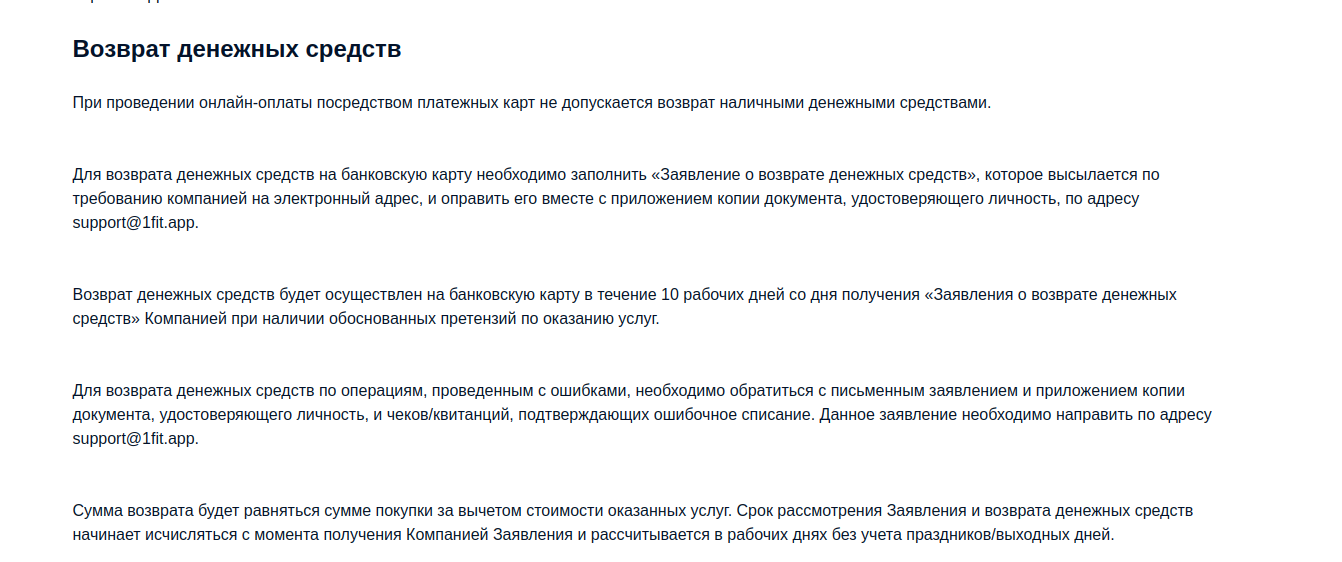 Возврат денежных средств
При проведении онлайн-оплаты посредством платежных карт не допускается возврат наличными денежными средствами.
Для возврата денежных средств на банковскую карту необходимо заполнить «Заявление о возврате денежных средств», которое высылается по
требованию компанией на электронный адрес, и оправить его вместе с приложением копии документа, удостоверяющего личность, по адресу
support@1fit.app.
Возврат денежных средств будет осуществлен на банковскую карту в течение 10 рабочих дней со дня получения «Заявления о возврате денежных
средств» Компанией при наличии обоснованных претензий по оказанию услуг.
Для возврата денежных средств по операциям, проведенным с ошибками, необходимо обратиться с письменным заявлением и приложением копии
документа, удостоверяющего личность, и чеков/квитанций, подтверждающих ошибочное списание. Данное заявление необходимо направить по адресу
support@1fit.app.
Сумма возврата будет равняться сумме покупки за вычетом стоимости оказанных услуг. Срок рассмотрения Заявления и возврата денежных средств
начинает исчисляться с момента получения Компанией Заявления и рассчитывается в рабочих днях без учета праздников/выходных дней.